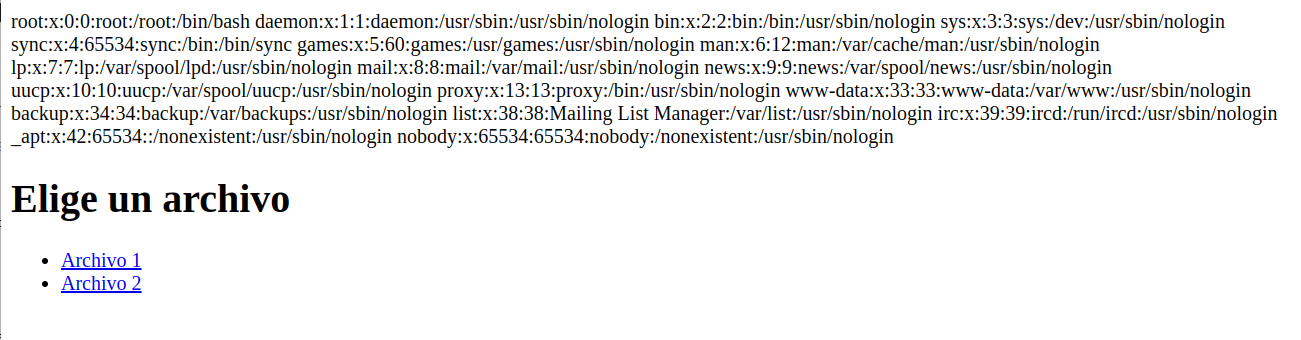 root:x:0:0:root:/root:/bin/bash daemon:x:1:1:daemon:/usr/sbin:/usr/sbin/nologin bin:x:2:2:bin:/bin:/usr/sbin/nologin sys:x:3:3:sys:/dev:/usr/sbin/nologin
sync:x:4:65534:sync:/bin:/bin/sync games:x:5:60:games:/usr/games:/usr/sbin/nologin man:x:6:12:man:/var/cache/man:/usr/sbin/nologin
lp:x:7:7:lp:/var/spool/lpd:/usr/sbin/nologin mail:x:8:8:mail:/var/mail:/usr/sbin/nologin news:x:9:9:news:/var/spool/news:/usr/sbin/nologin
uucp:x:10:10:uucp:/var/spool/uucp:/usr/sbin/nologin proxy:x:13:13:proxy:/bin:/usr/sbin/nologin www-data:x:33:33:www-data:/var/www:/usr/sbin/nologin
backup:x:34:34:backup:/var/backups:/usr/sbin/nologin list:x:38:38:Mailing List Manager:/var/list:/usr/sbin/nologin irc:x:39:39:ircd:/run/ircd:/usr/sbin/nologin
_apt:x:42:65534::/nonexistent:/usr/sbin/nologin nobody:x:65534:65534:nobody:/nonexistent:/usr/sbin/nologin
Elige un archivo
Archivo 1
Archivo 2